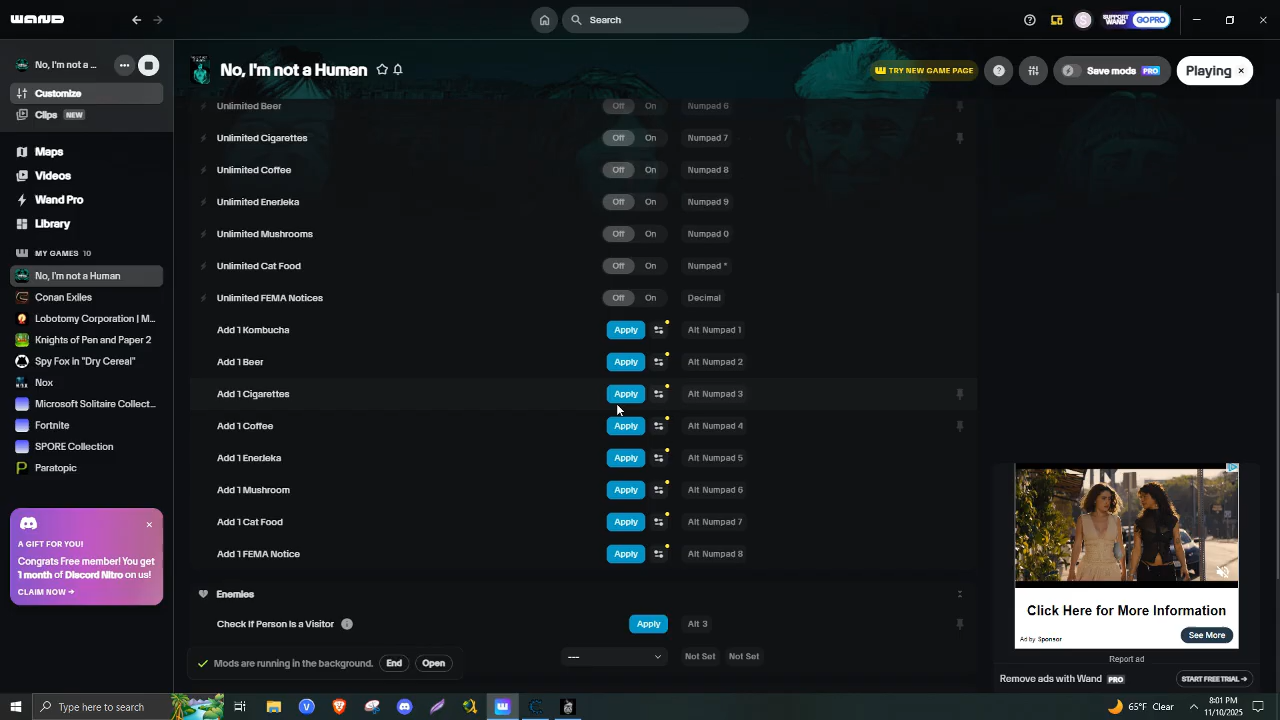 WAND
Search
SUPPORT WAND GO PRO
S
No, I'm not a ...
Customize
Clips NEW
Maps
Videos
Wand Pro
Library
MY GAMES 10
No, I'm not a Human
Conan Exiles
Lobotomy Corporation | M...
Knights of Pen and Paper 2
Spy Fox in "Dry Cereal"
Nox
Microsoft Solitaire Collect...
Fortnite
SPORE Collection
Paratopic
A GIFT FOR YOU!
Congrats Free member! You get
1 month of Discord Nitro on us!
CLAIM NOW →
No, I'm not a Human
TRY NEW GAME PAGE
Save mods PRO
Playing
Unlimited Beer Off On Numpad 6
Unlimited Cigarettes Off On Numpad 7
Unlimited Coffee Off On Numpad 8
Unlimited EnerJeka Off On Numpad 9
Unlimited Mushrooms Off On Numpad 0
Unlimited Cat Food Off On Numpad *
Unlimited FEMA Notices Off On Decimal
Add 1 Kombucha Apply Alt Numpad 1
Add 1 Beer Apply Alt Numpad 2
Add 1 Cigarettes Apply Alt Numpad 3
Add 1 Coffee Apply Alt Numpad 4
Add 1 EnerJeka Apply Alt Numpad 5
Add 1 Mushroom Apply Alt Numpad 6
Add 1 Cat Food Apply Alt Numpad 7
Add 1 FEMA Notice Apply Alt Numpad 8
Enemies
Check If Person Is a Visitor Apply Alt 3
Mods are running in the background. End Open
--- Not Set Not Set
Click Here for More Information
Ad by Sponsor
See More
Report ad
Remove ads with Wand PRO
START FREE TRIAL →
Type here to search
65°F Clear
8:01 PM
11/10/2025